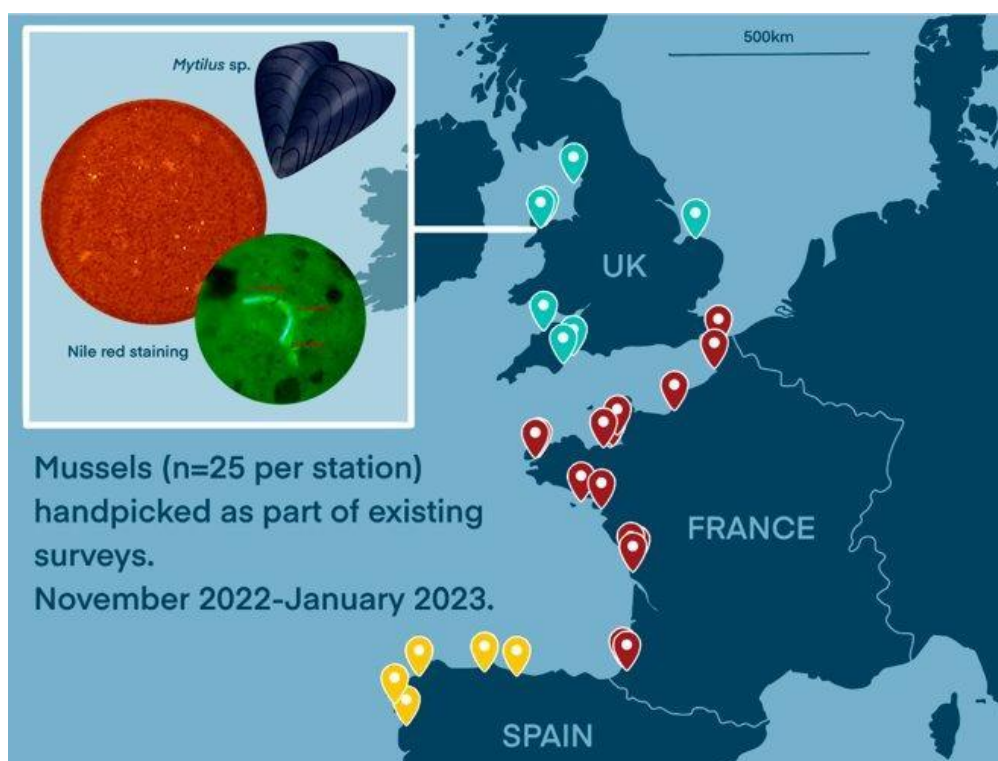 Mytilus sp.
Nile red staining
500km
UK
FRANCE
SPAIN
Mussels (n=25 per station)
handpicked as part of existing
surveys.
November 2022-January 2023.